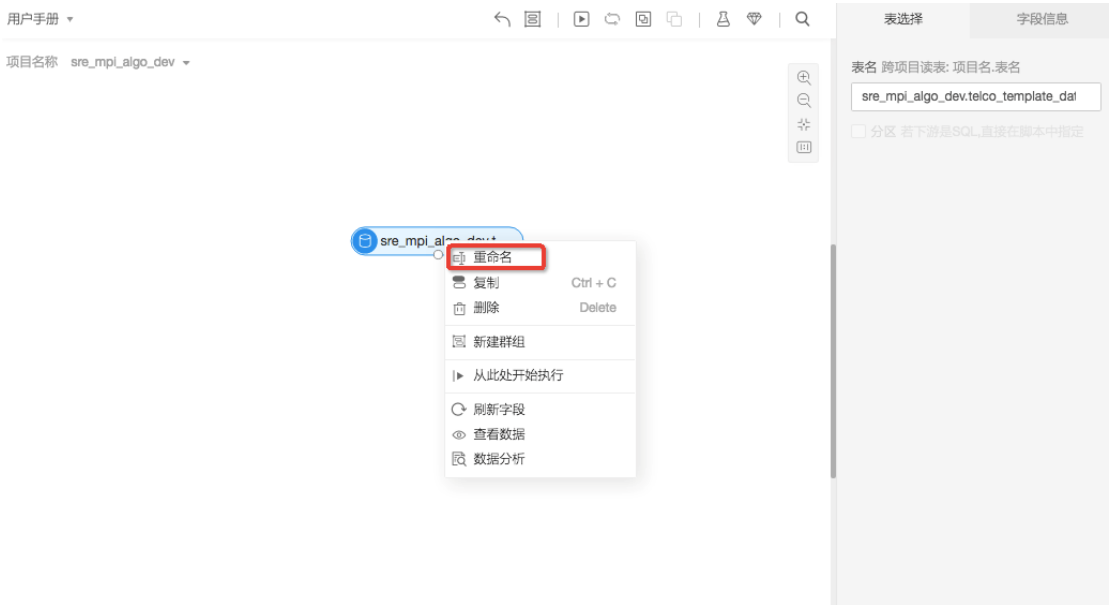 用户手册
表选择
字段信息
项目名称 sre_mpi_algo_dev
表名 跨项目读表: 项目名.表名
sre_mpi_algo_dev.telco_template_dat
分区 若下游是SQL,直接在脚本中指定
sre_mpi_algo_dev.t
重命名
复制 Ctrl + C
删除 Delete
新建群组
从此处开始执行
刷新字段
查看数据
数据分析